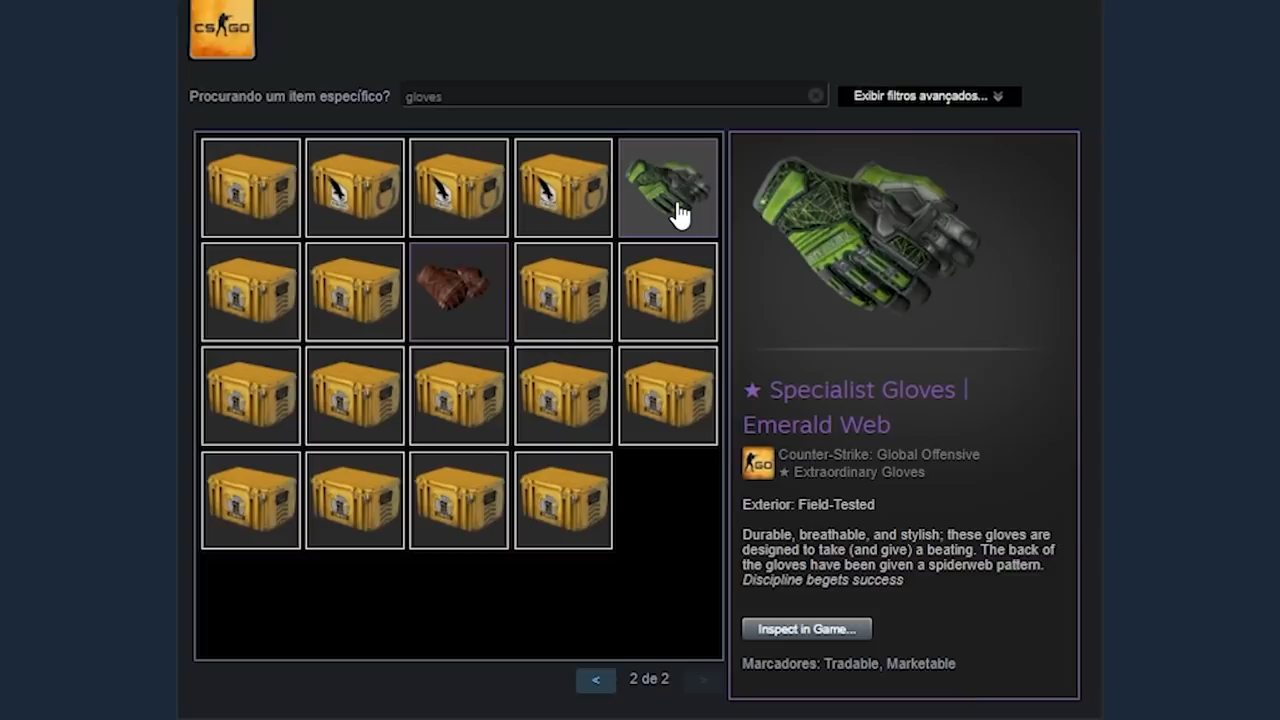 CS GO
Procurando um item específico?
gloves
Exibir filtros avançados...
★ Specialist Gloves |
Emerald Web
GO
Counter-Strike: Global Offensive
★ Extraordinary Gloves
Exterior: Field-Tested
Durable, breathable, and stylish; these gloves are
designed to take (and give) a beating. The back of
the gloves have been given a spiderweb pattern.
Discipline begets success
Inspect in Game...
Marcadores: Tradable, Marketable
<
2 de 2
>